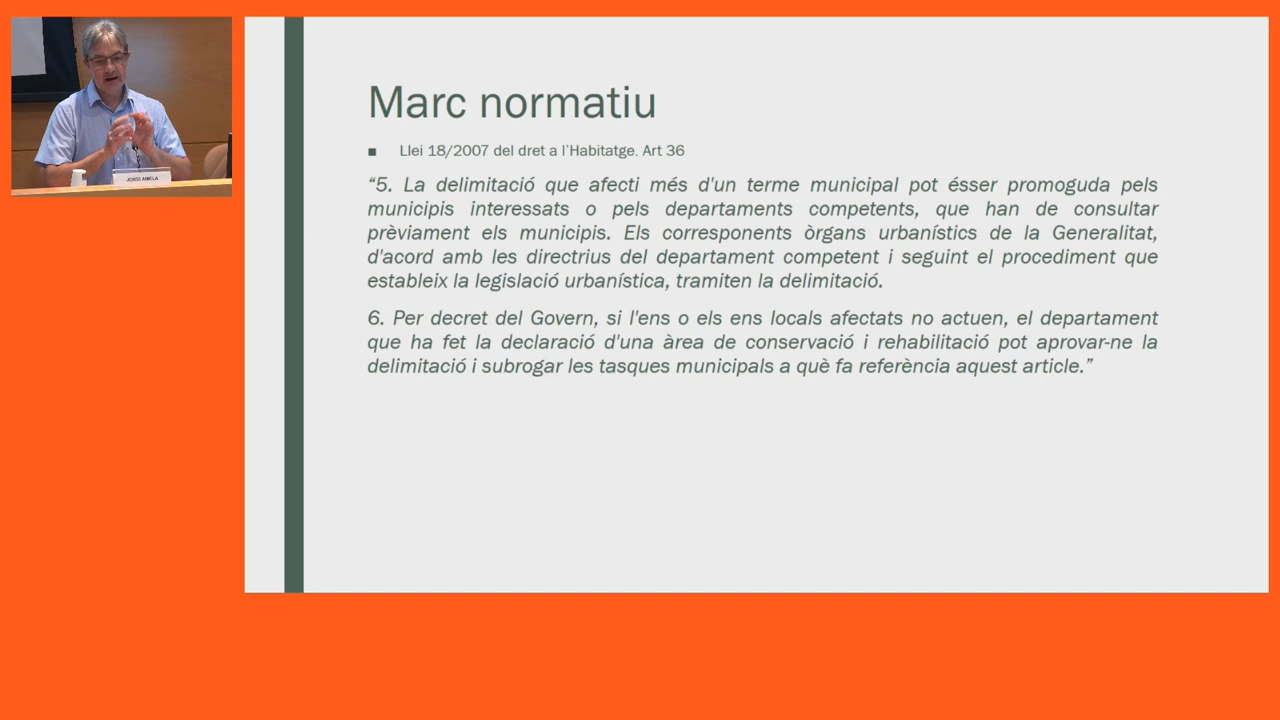 Marc normatiu
■ Llei 18/2007 del dret a l'Habitatge. Art 36
“5. La delimitació que afecti més d'un terme municipal pot ésser promoguda pels
municipis interessats o pels departaments competents, que han de consultar
prèviament els municipis. Els corresponents òrgans urbanístics de la Generalitat,
d'acord amb les directrius del departament competent i seguint el procediment que
estableix la legislació urbanística, tramiten la delimitació.
6. Per decret del Govern, si l'ens o els ens locals afectats no actuen, el departament
que ha fet la declaració d'una àrea de conservació i rehabilitació pot aprovar-ne la
delimitació i subrogar les tasques municipals a què fa referència aquest article.”
JORDI AMELA